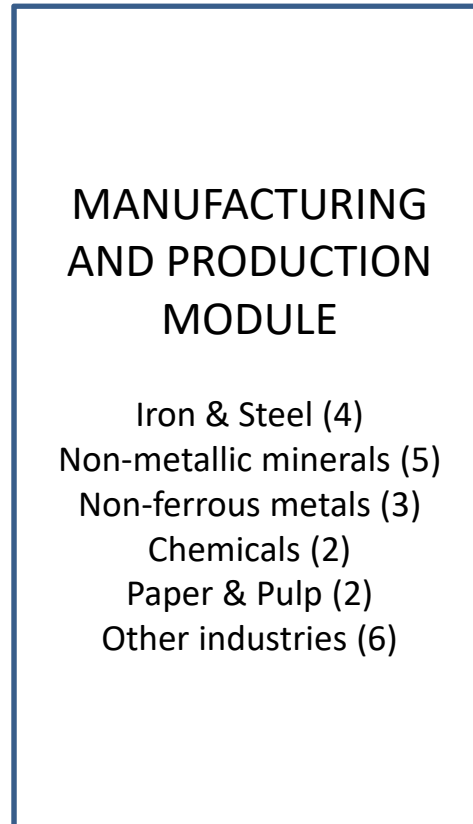 MANUFACTURING
AND PRODUCTION
MODULE
Iron & Steel (4)
Non-metallic minerals (5)
Non-ferrous metals (3)
Chemicals (2)
Paper & Pulp (2)
Other industries (6)